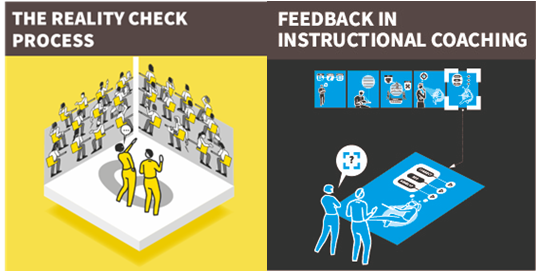 THE REALITY CHECK
PROCESS
FEEDBACK IN
INSTRUCTIONAL COACHING
?